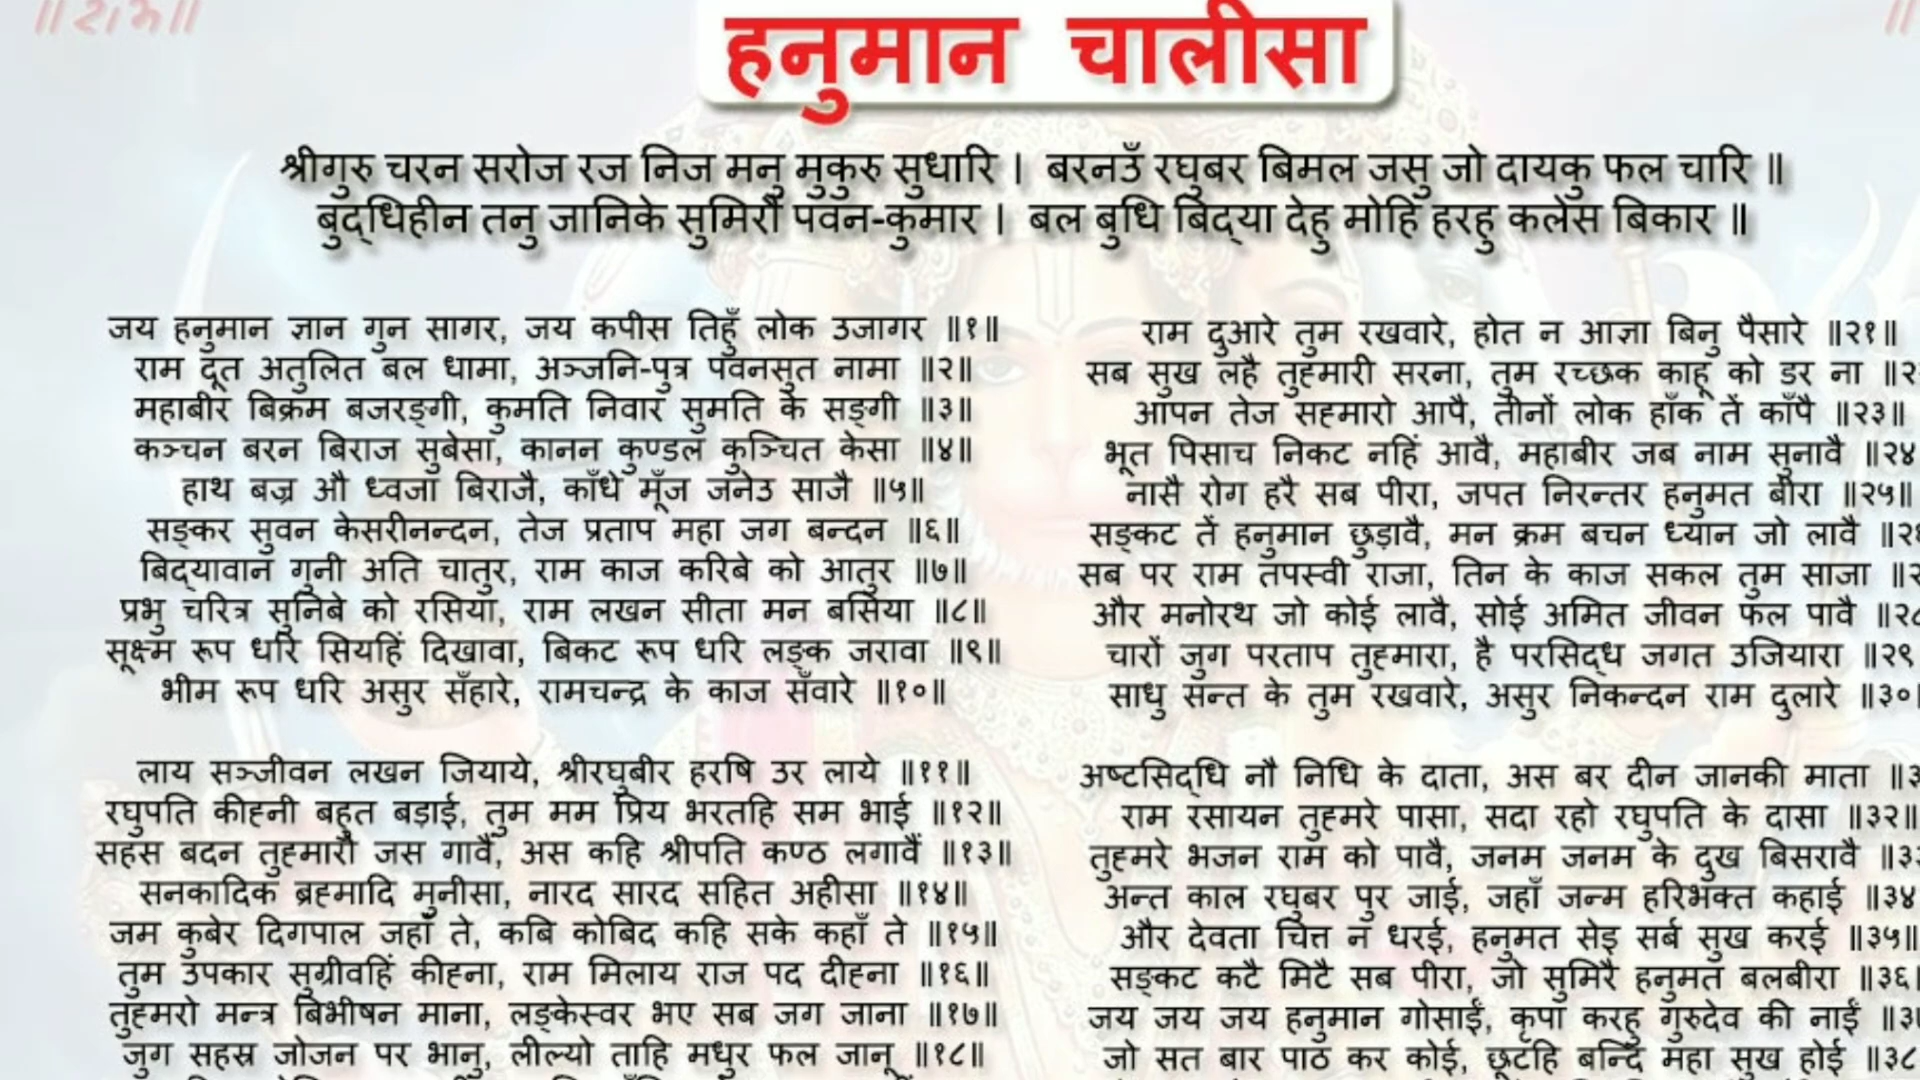 हनुमान चालीसा
श्रीगुरु चरन सरोज रज निज मनु मुकुरु सुधारि । बरनउँ रघुबर बिमल जसु जो दायकु फल चारि ॥
बुद्धिहीन तनु जानिके सुमिरौं पवन-कुमार । बल बुधि बिद्या देहु मोहिं हरहु कलेस बिकार ॥
जय हनुमान ज्ञान गुन सागर, जय कपीस तिहुँ लोक उजागर ॥१॥
राम दूत अतुलित बल धामा, अञ्जनि-पुत्र पवनसुत नामा ॥२॥
महाबीर बिक्रम बजरङ्गी, कुमति निवार सुमति के सङ्गी ॥३॥
कञ्चन बरन बिराज सुबेसा, कानन कुण्डल कुञ्चित केसा ॥४॥
हाथ बज्र औ ध्वजा बिराजै, काँधे मूँज जनेउ साजै ॥५॥
सङ्कर सुवन केसरीनन्दन, तेज प्रताप महा जग बन्दन ॥६॥
बिद्यावान गुनी अति चातुर, राम काज करिबे को आतुर ॥७॥
प्रभु चरित्र सुनिबे को रसिया, राम लखन सीता मन बसिया ॥८॥
सूक्ष्म रूप धरि सियहिं दिखावा, बिकट रूप धरि लङ्क जरावा ॥९॥
भीम रूप धरि असुर सँहारे, रामचन्द्र के काज सँवारे ॥१०॥
लाय सञ्जीवन लखन जियाये, श्रीरघुबीर हरषि उर लाये ॥११॥
रघुपति कीह्नी बहुत बड़ाई, तुम मम प्रिय भरतहि सम भाई ॥१२॥
सहस बदन तुह्मारौ जस गावैं, अस कहि श्रीपति कण्ठ लगावैं ॥१३॥
सनकादिक ब्रह्मादि मुनीसा, नारद सारद सहित अहीसा ॥१४॥
जम कुबेर दिगपाल जहाँ ते, कबि कोबिद कहि सके कहाँ ते ॥१५॥
तुम उपकार सुग्रीवहिं कीह्ना, राम मिलाय राज पद दीह्ना ॥१६॥
तुह्मरो मन्त्र बिभीषन माना, लङ्केस्वर भए सब जग जाना ॥१७॥
जुग सहस्र जोजन पर भानु, लील्यो ताहि मधुर फल जानू ॥१८॥
राम दुआरे तुम रखवारे, होत न आज्ञा बिनु पैसारे ॥२१॥
सब सुख लहै तुह्मारी सरना, तुम रच्छक काहू को डर ना ॥२
आपन तेज सह्मारो आपै, तीनों लोक हाँक तें काँपै ॥२३॥
भूत पिसाच निकट नहिं आवै, महाबीर जब नाम सुनावै ॥२४
नासै रोग हरै सब पीरा, जपत निरन्तर हनुमत बीरा ॥२५॥
सङ्कट तें हनुमान छुड़ावै, मन क्रम बचन ध्यान जो लावै ॥२६
सब पर राम तपस्वी राजा, तिन के काज सकल तुम साजा ॥२
और मनोरथ जो कोई लावै, सोई अमित जीवन फल पावै ॥२८
चारों जुग परताप तुह्मारा, है परसिद्ध जगत उजियारा ॥२९
साधु सन्त के तुम रखवारे, असुर निकन्दन राम दुलारे ॥३०|
अष्टसिद्धि नौ निधि के दाता, अस बर दीन जानकी माता ॥३
राम रसायन तुह्मरे पासा, सदा रहो रघुपति के दासा ॥३२॥
तुह्मरे भजन राम को पावै, जनम जनम के दुख बिसरावै ॥३
अन्त काल रघुबर पुर जाई, जहाँ जन्म हरिभक्त कहाई ॥३४
और देवता चित्त न धरई, हनुमत सेइ सर्ब सुख करई ॥३५॥
सङ्कट कटै मिटै सब पीरा, जो सुमिरै हनुमत बलबीरा ॥३६|
जय जय जय हनुमान गोसाईं, कृपा करहु गुरुदेव की नाईं ॥३
जो सत बार पाठ कर कोई, छूटहि बन्दि महा सुख होई ॥३८